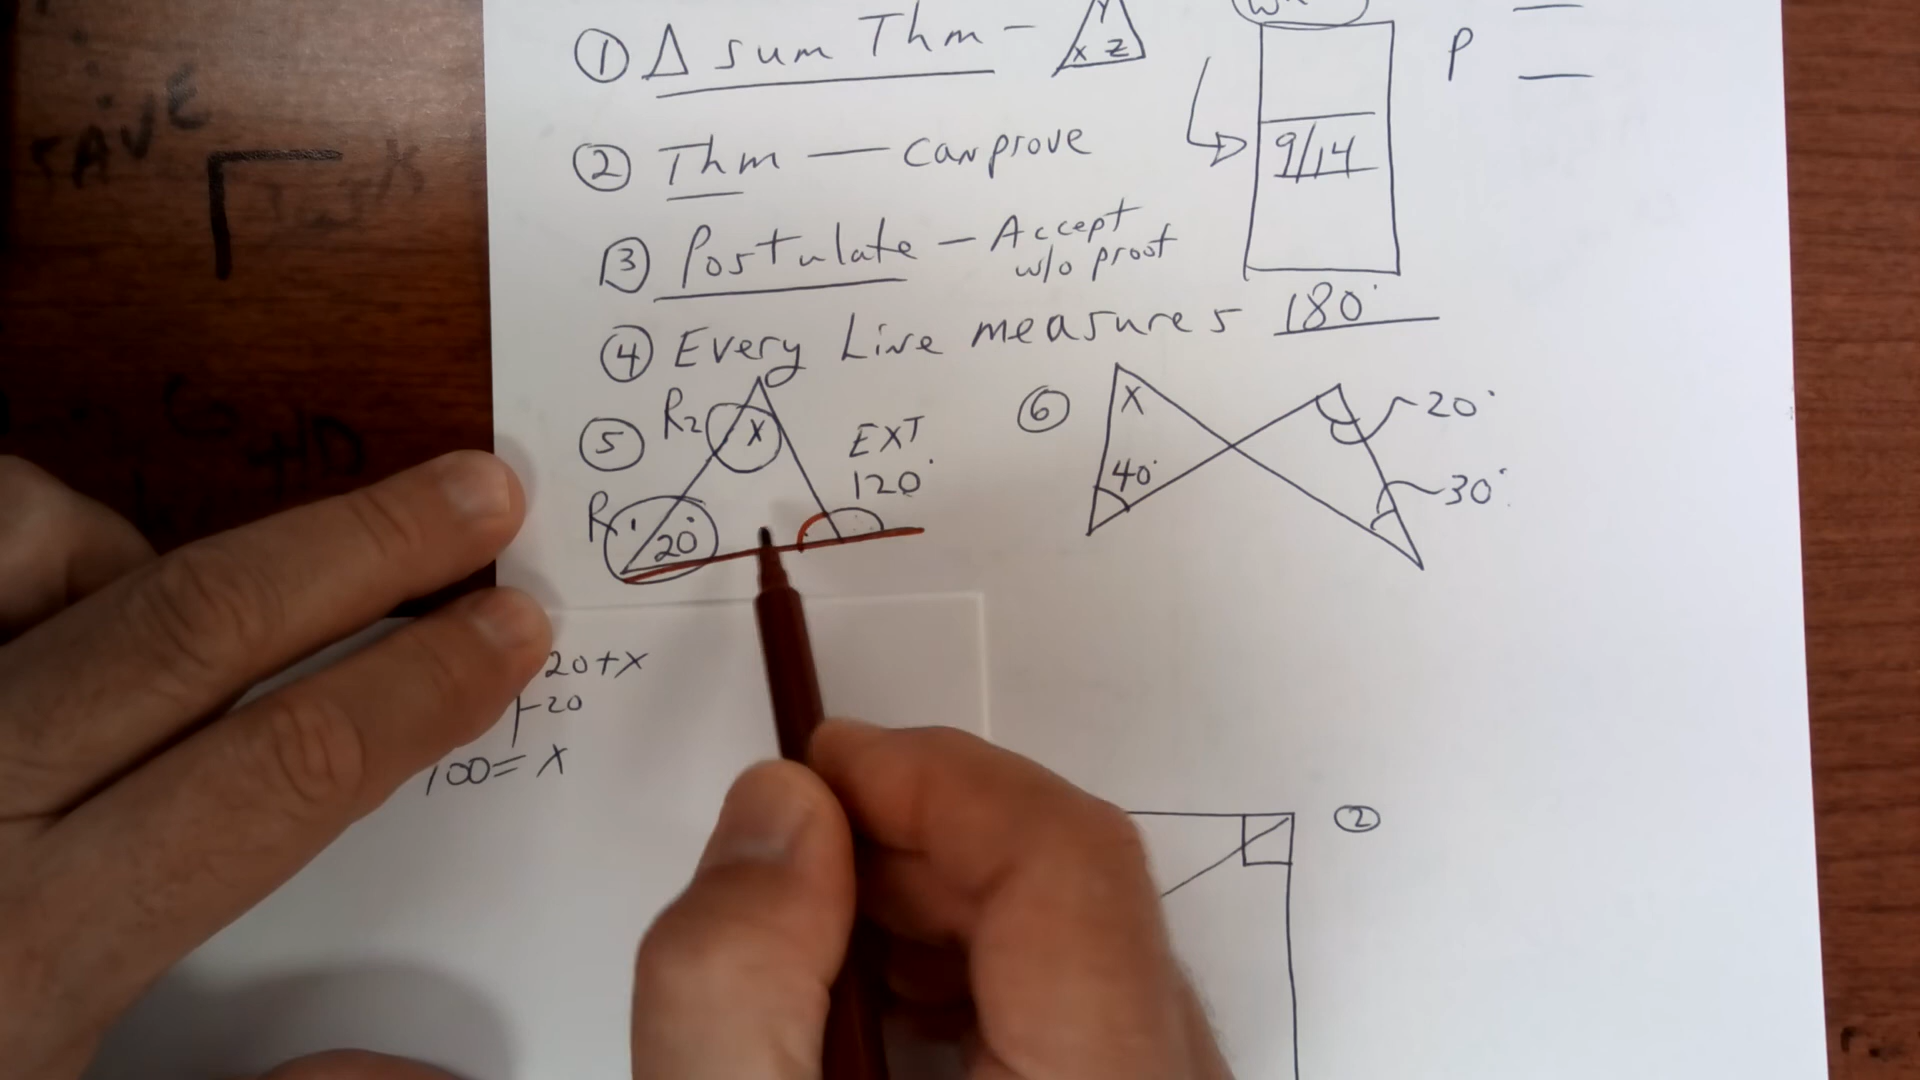 ① Δ sum Thm - Y
X Z
P
② Thm — Can prove
9/14
③ Postulate - Accept
w/o proof
④ Every Line measures 180°
⑤ R2 X
EXT
120°
R1 20°
⑥ X
40°
20°
30°
20+X
-20
100= X
②
SAVE